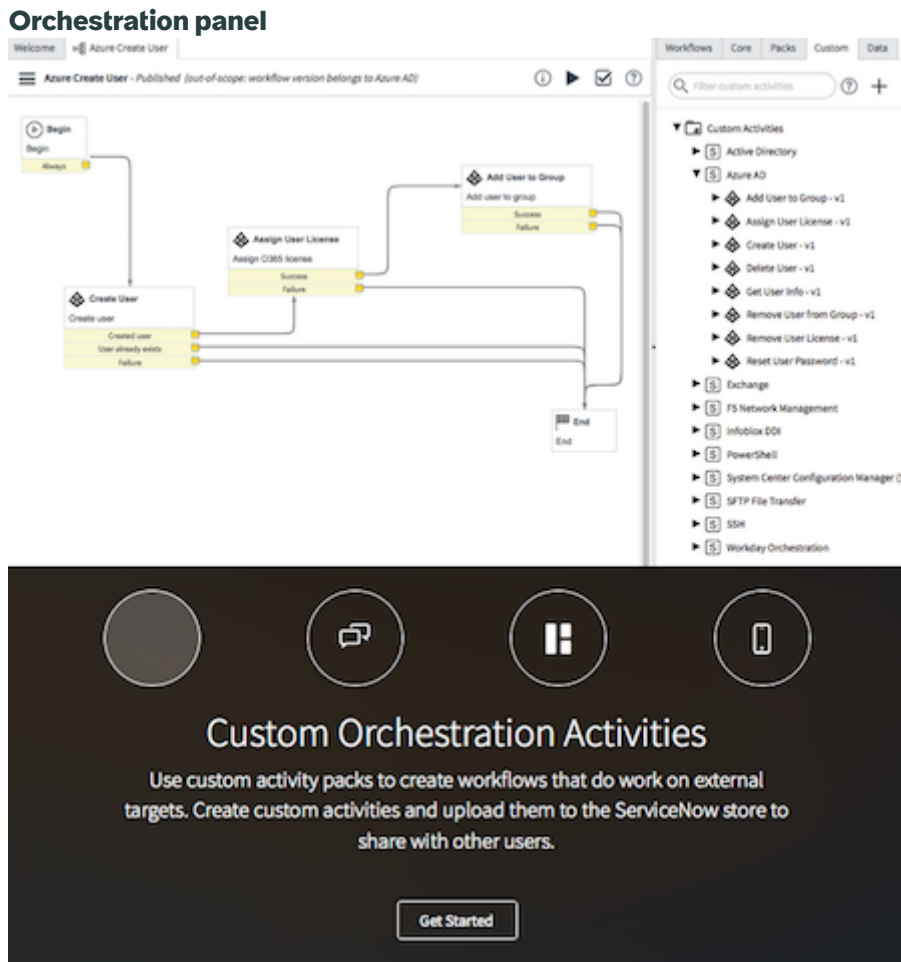 Orchestration panel
Welcome
Azure Create User
Azure Create User - Published (out-of-scope: workflow version belongs to Azure AD)
Begin
Begin
Always
Add User to Group
Add user to group
Success
Failure
Assign User License
Assign O365 license
Success
Failure
Create User
Create user
Created user
User already exists
Failure
End
End
Workflows Core Packs Custom Data
Filter custom activities
Custom Activities
Active Directory
Azure AD
Add User to Group - v1
Assign User License - v1
Create User - v1
Delete User - v1
Get User Info - v1
Remove User from Group - v1
Remove User License - v1
Reset User Password - v1
Exchange
F5 Network Management
Infoblox DDI
PowerShell
System Center Configuration Manager (
SFTP File Transfer
SSH
Workday Orchestration
Custom Orchestration Activities
Use custom activity packs to create workflows that do work on external
targets. Create custom activities and upload them to the ServiceNow store to
share with other users.
Get Started